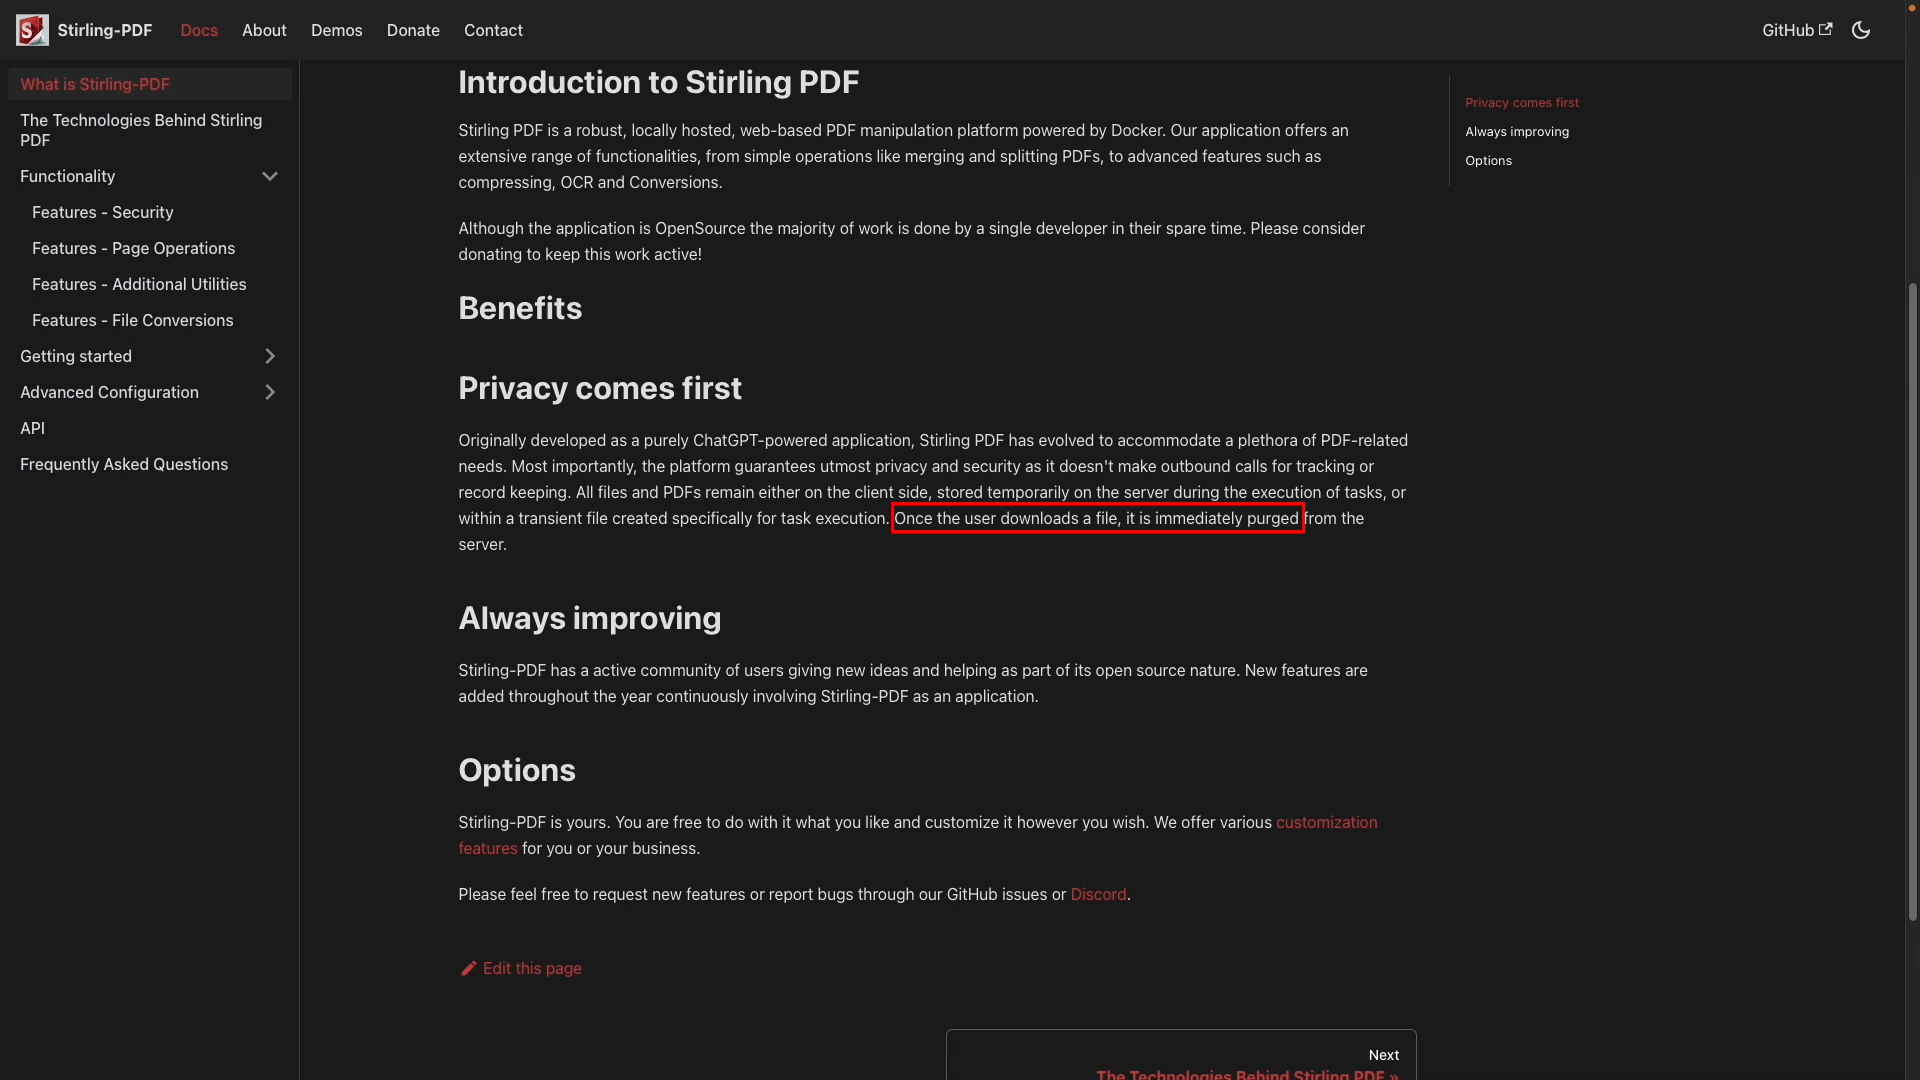 Stirling-PDF Docs About Demos Donate Contact GitHub
What is Stirling-PDF
The Technologies Behind Stirling
PDF
Functionality
Features - Security
Features - Page Operations
Features - Additional Utilities
Features - File Conversions
Getting started
Advanced Configuration
API
Frequently Asked Questions
Introduction to Stirling PDF
Stirling PDF is a robust, locally hosted, web-based PDF manipulation platform powered by Docker. Our application offers an
extensive range of functionalities, from simple operations like merging and splitting PDFs, to advanced features such as
compressing, OCR and Conversions.
Although the application is OpenSource the majority of work is done by a single developer in their spare time. Please consider
donating to keep this work active!
Benefits
Privacy comes first
Originally developed as a purely ChatGPT-powered application, Stirling PDF has evolved to accommodate a plethora of PDF-related
needs. Most importantly, the platform guarantees utmost privacy and security as it doesn't make outbound calls for tracking or
record keeping. All files and PDFs remain either on the client side, stored temporarily on the server during the execution of tasks, or
within a transient file created specifically for task execution. Once the user downloads a file, it is immediately purged from the
server.
Always improving
Stirling-PDF has a active community of users giving new ideas and helping as part of its open source nature. New features are
added throughout the year continuously involving Stirling-PDF as an application.
Options
Stirling-PDF is yours. You are free to do with it what you like and customize it however you wish. We offer various customization
features for you or your business.
Please feel free to request new features or report bugs through our GitHub issues or Discord.
Edit this page
Next
The Technologies Behind Stirling PDF »
Privacy comes first
Always improving
Options